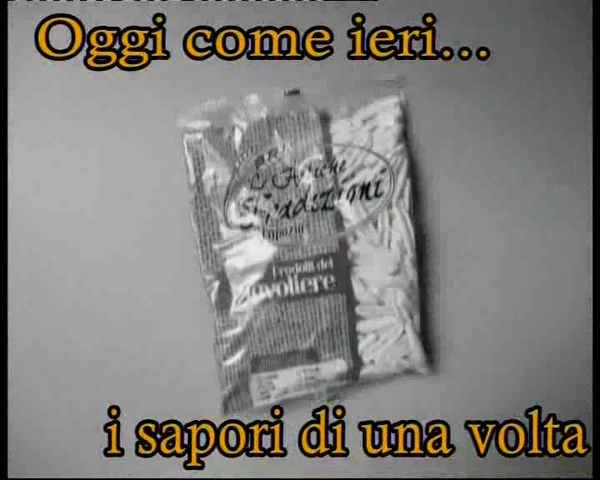 Oggi come ieri...
Tradizioni
Prodotti del
Tavoliere
i sapori di una volta